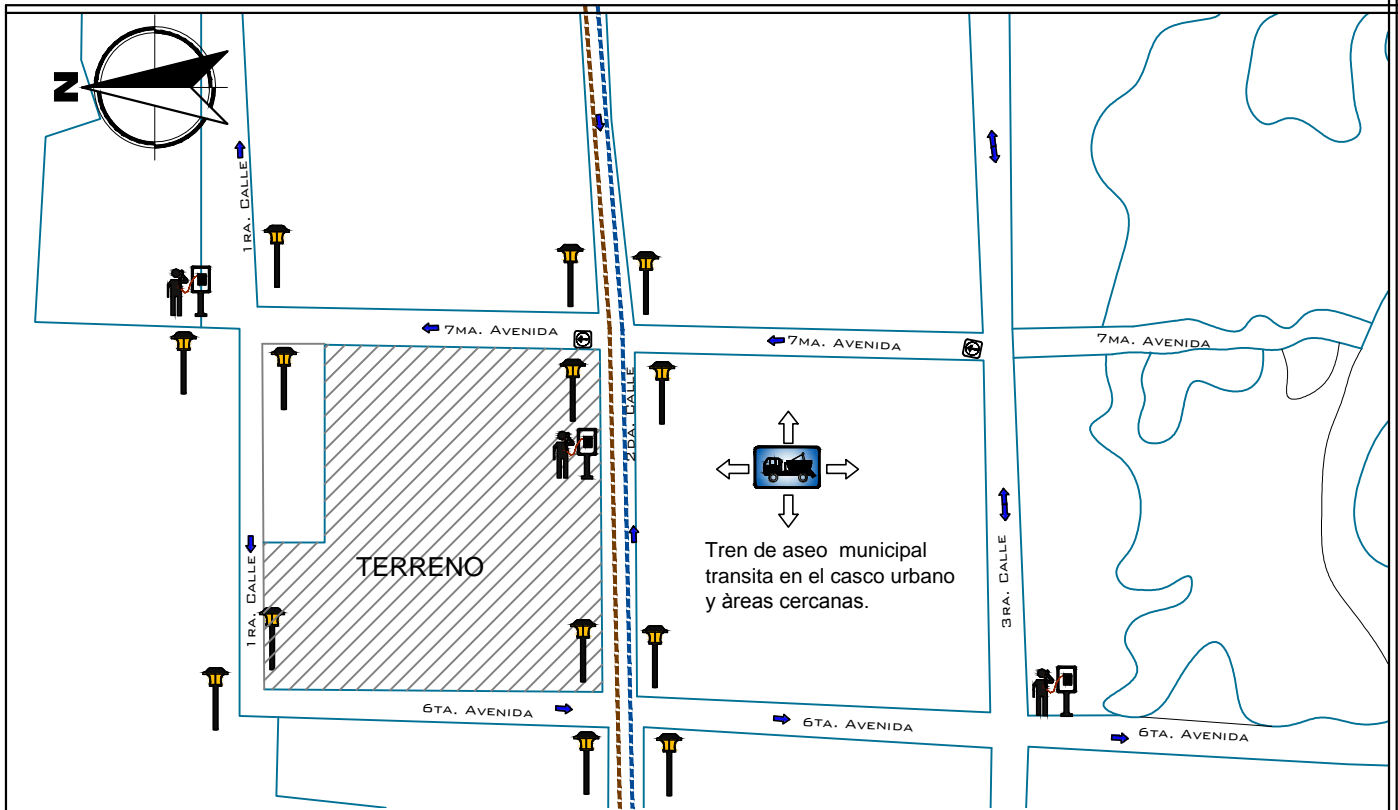 N
1RA. CALLE
7MA. AVENIDA
7MA. AVENIDA
7MA. AVENIDA
2DA. CALLE
TERRENO
Tren de aseo municipal
transita en el casco urbano
y àreas cercanas.
1RA. CALLE
3RA. CALLE
6TA. AVENIDA
6TA. AVENIDA
6TA. AVENIDA